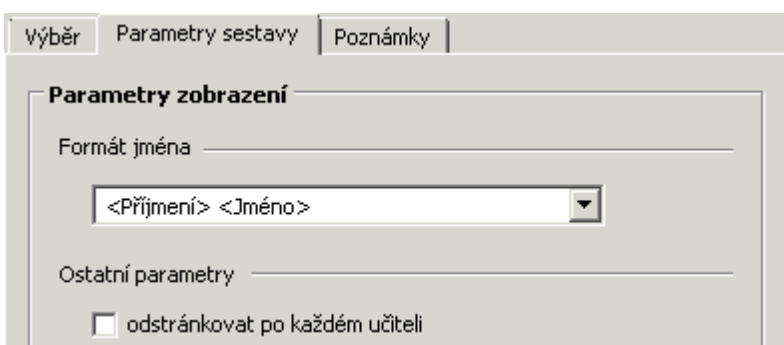 Výběr Parametry sestavy Poznámky
Parametry zobrazení
Formát jména
<Příjmení> <Jméno>
Ostatní parametry
odstránkovat po každém učiteli